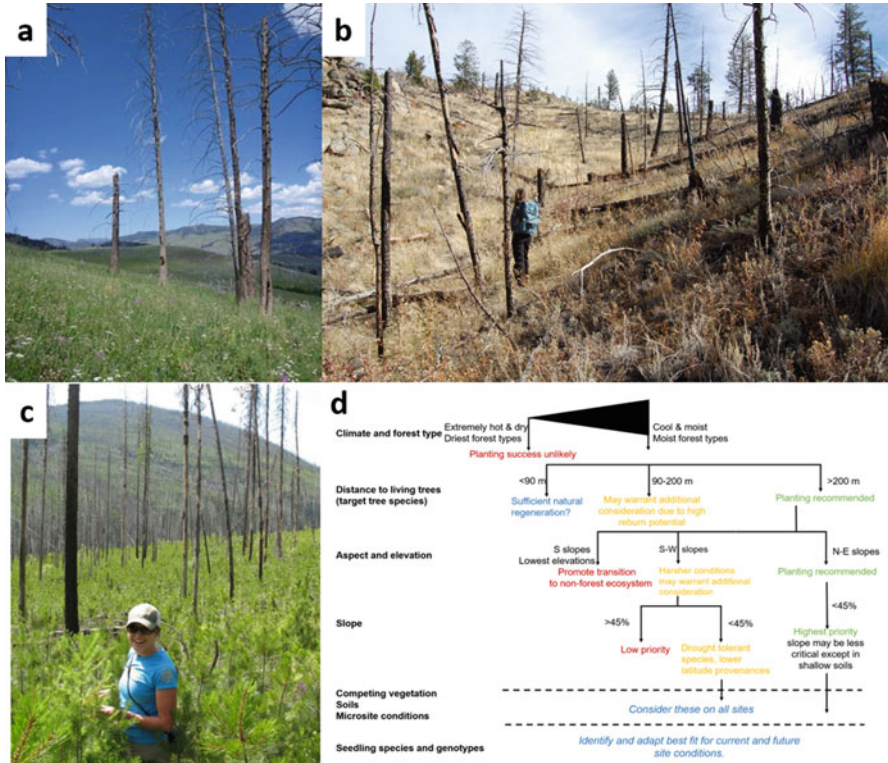 a
b
c
d
Climate and forest type
Extremely hot & dry
Driest forest types
Cool & moist
Moist forest types
Planting success unlikely
Distance to living trees
(target tree species)
<90 m
90-200 m
>200 m
Sufficient natural
regeneration?
May warrant additional
consideration due to high
reburn potential
Planting recommended
Aspect and elevation
S slopes
Lowest elevations
S-W slopes
N-E slopes
Promote transition
to non-forest ecosystem
Harsher conditions
may warrant additional
consideration
Planting recommended
Slope
>45%
<45%
<45%
Low priority
Drought tolerant
species, lower
latitude provenances
Highest priority
slope may be less
critical except in
shallow soils
Competing vegetation
Soils
Microsite conditions
Consider these on all sites
Seedling species and genotypes
Identify and adapt best fit for current and future
site conditions.